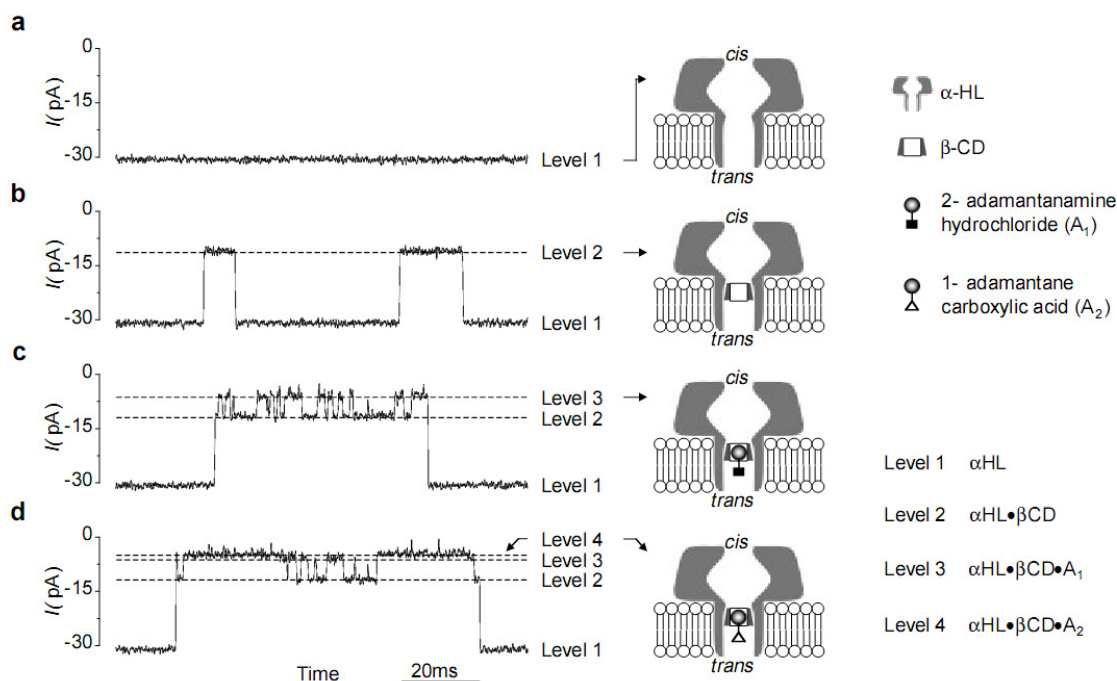 a
0
-15
-30
I(pA)
Level 1
cis
trans
α-HL
β-CD
2- adamantanamine
hydrochloride (A₁)
1- adamantane
carboxylic acid (A₂)
b
0
-15
-30
I(pA)
Level 2
Level 1
cis
trans
c
0
-15
-30
I(pA)
Level 3
Level 2
Level 1
cis
trans
d
0
-15
-30
I(pA)
Level 4
Level 3
Level 2
Level 1
cis
trans
Time
20ms
Level 1 αHL
Level 2 αHL•βCD
Level 3 αHL•βCD•A₁
Level 4 αHL•βCD•A₂